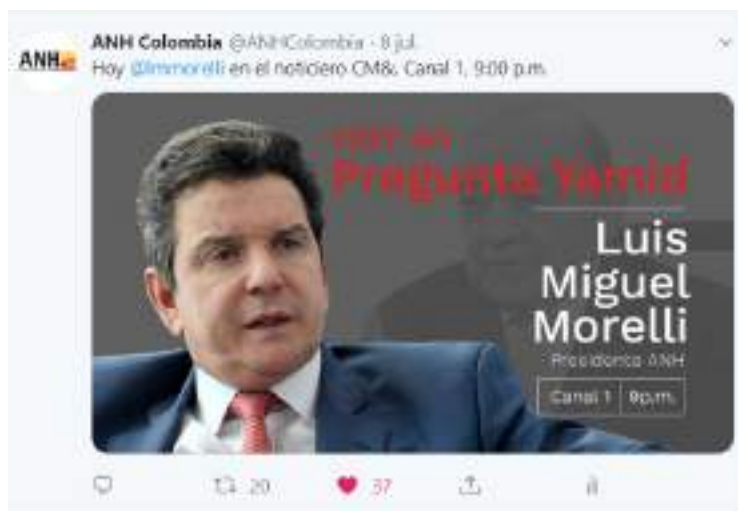 ANH Colombia @ANHColombia · 8 jul.
ANH
Hoy @lmmorelli en el noticiero CM&, Canal 1, 9:00 p.m.
HOY en
Pregunta Yamid
Luis
Miguel
Morelli
Presidente ANH
Canal 1 | 9p.m.
20 37